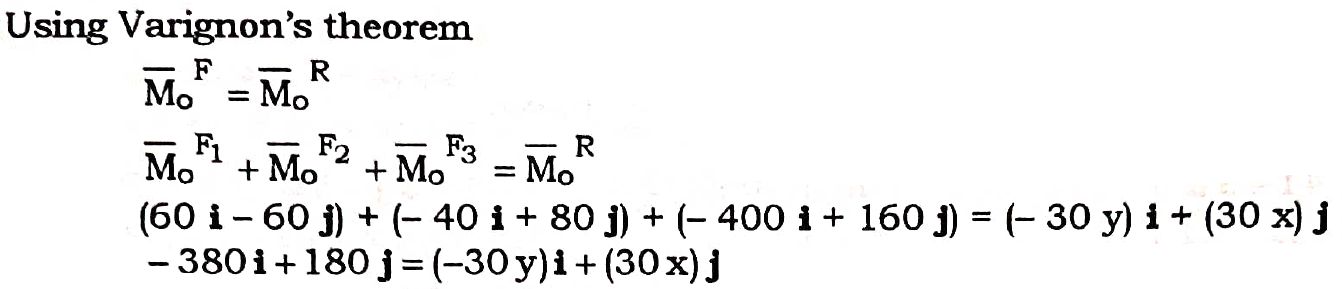 Using Varignon's theorem
M̅ₒ^F = M̅ₒ^R
M̅ₒ^F₁ + M̅ₒ^F₂ + M̅ₒ^F₃ = M̅ₒ^R
(60 i – 60 j) + (– 40 i + 80 j) + (– 400 i + 160 j) = (– 30 y) i + (30 x) j
– 380 i + 180 j = (–30 y) i + (30 x) j